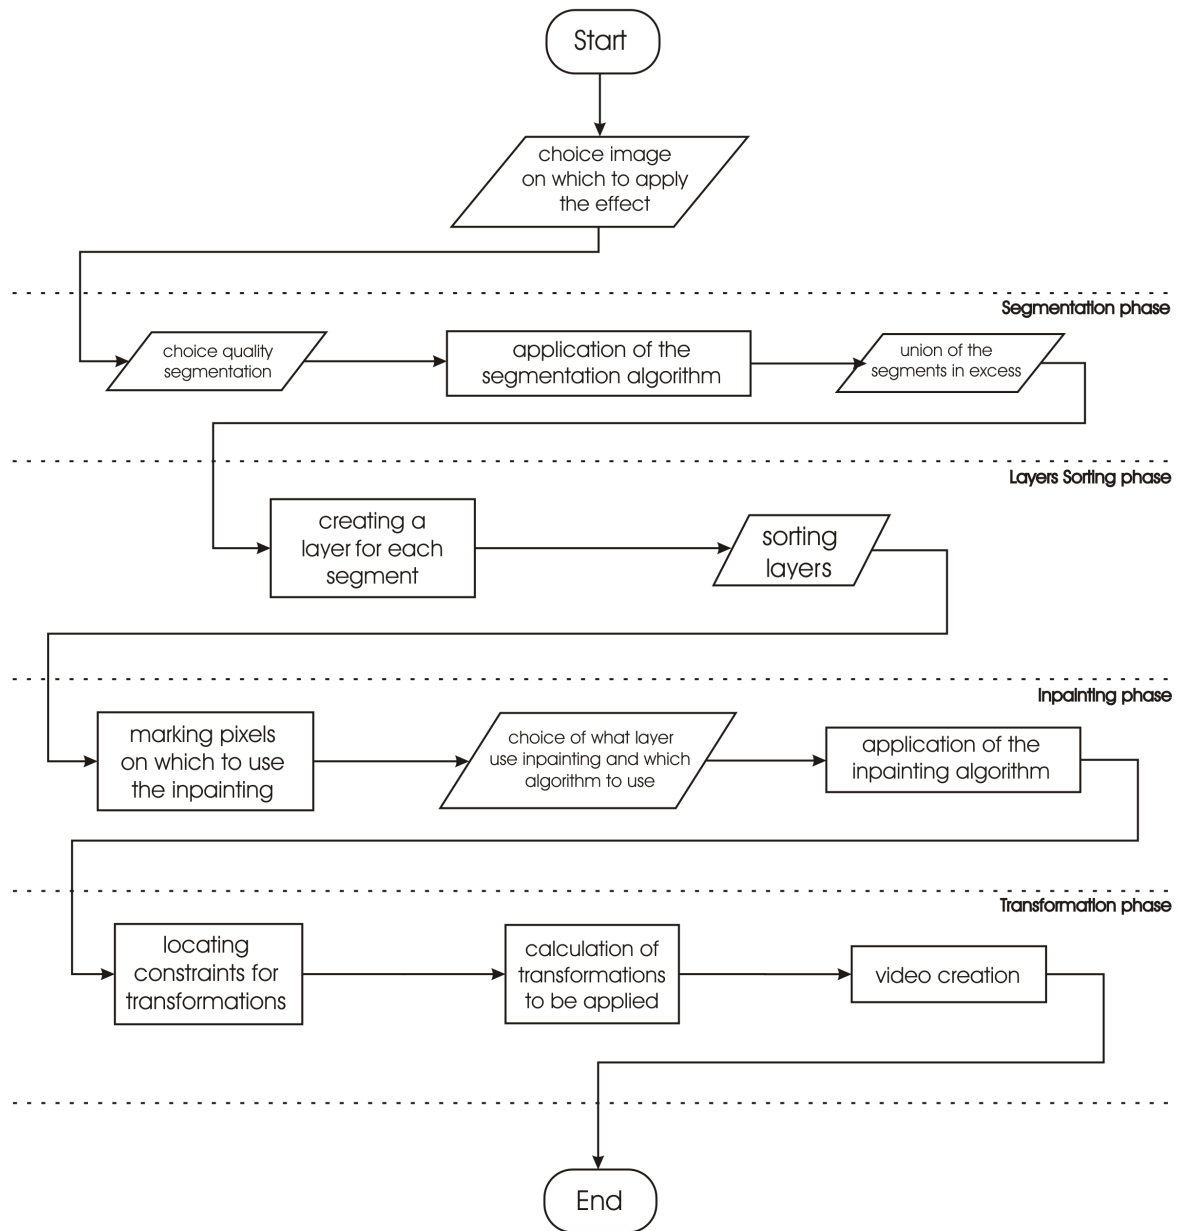 Start
choice image
on which to apply
the effect
Segmentation phase
choice quality
segmentation
application of the
segmentation algorithm
union of the
segments in excess
Layers Sorting phase
creating a
layer for each
segment
sorting
layers
Inpainting phase
marking pixels
on which to use
the inpainting
choice of what layer
use inpainting and which
algorithm to use
application of the
inpainting algorithm
Transformation phase
locating
constraints for
transformations
calculation of
transformations
to be applied
video creation
End